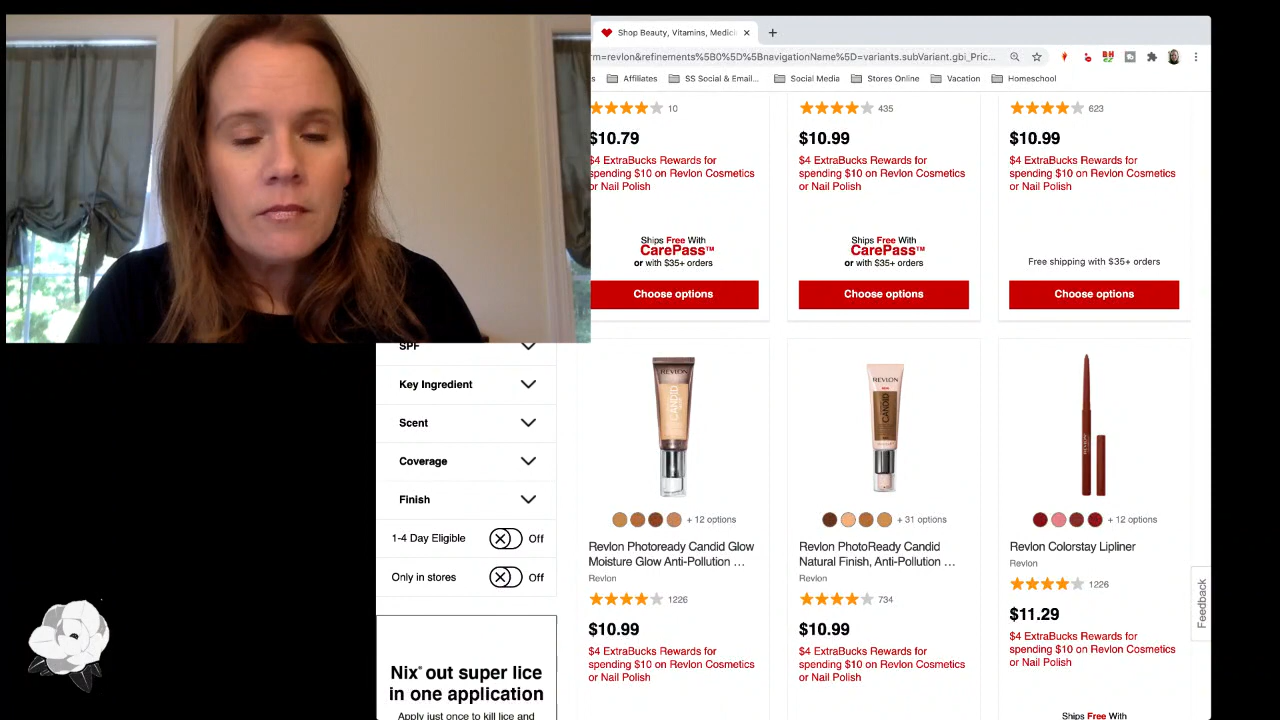 Shop Beauty, Vitamins, Medici
rm=revlon&refinements%5B0%5D%5BnavigationName%5D=variants.subVariant.gbi_Pric...
s Affiliates SS Social & Email... Social Media Stores Online Vacation Homeschool
10 435 623
$10.79 $10.99 $10.99
$4 ExtraBucks Rewards for $4 ExtraBucks Rewards for $4 ExtraBucks Rewards for
spending $10 on Revlon Cosmetics spending $10 on Revlon Cosmetics spending $10 on Revlon Cosmetics
or Nail Polish or Nail Polish or Nail Polish
Ships Free With Ships Free With
CarePass™ CarePass™
or with $35+ orders or with $35+ orders Free shipping with $35+ orders
Choose options Choose options Choose options
SPF
Key Ingredient
Scent
Coverage
Finish
1-4 Day Eligible Off
Only in stores Off
REVLON REVLON REVLON
CANDID CANDID
+ 12 options + 31 options + 12 options
Revlon Photoready Candid Glow Revlon PhotoReady Candid Revlon Colorstay Lipliner
Moisture Glow Anti-Pollution ... Natural Finish, Anti-Pollution ... Revlon
Revlon Revlon 1226
1226 734 $11.29
$10.99 $10.99 $4 ExtraBucks Rewards for
$4 ExtraBucks Rewards for $4 ExtraBucks Rewards for spending $10 on Revlon Cosmetics
spending $10 on Revlon Cosmetics spending $10 on Revlon Cosmetics or Nail Polish
or Nail Polish or Nail Polish
Ships Free With
Feedback
Nix® out super lice
in one application
Apply just once to kill lice and